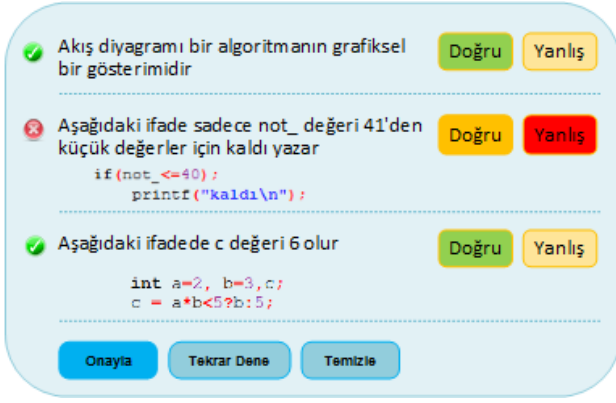 Akış diyagramı bir algoritmanın grafiksel
bir gösterimidir
Doğru
Yanlış
Aşağıdaki ifade sadece not_ değeri 41'den
küçük değerler için kaldı yazar
Doğru
Yanlış
if(not_<=40);
printf("kaldı\n");
Aşağıdaki ifadede c değeri 6 olur
Doğru
Yanlış
int a=2, b=3,c;
c = a*b<5?b:5;
Onayla
Tekrar Dene
Temizle